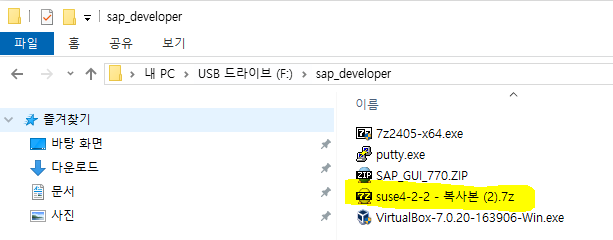 sap_developer
파일 공유 보기
내 PC > USB 드라이브 (F:) > sap_developer
즐겨찾기
바탕 화면
다운로드
문서
사진
이름
7z2405-x64.exe
putty.exe
SAP_GUI_770.ZIP
suse4-2-2 - 복사본 (2).7z
VirtualBox-7.0.20-163906-Win.exe